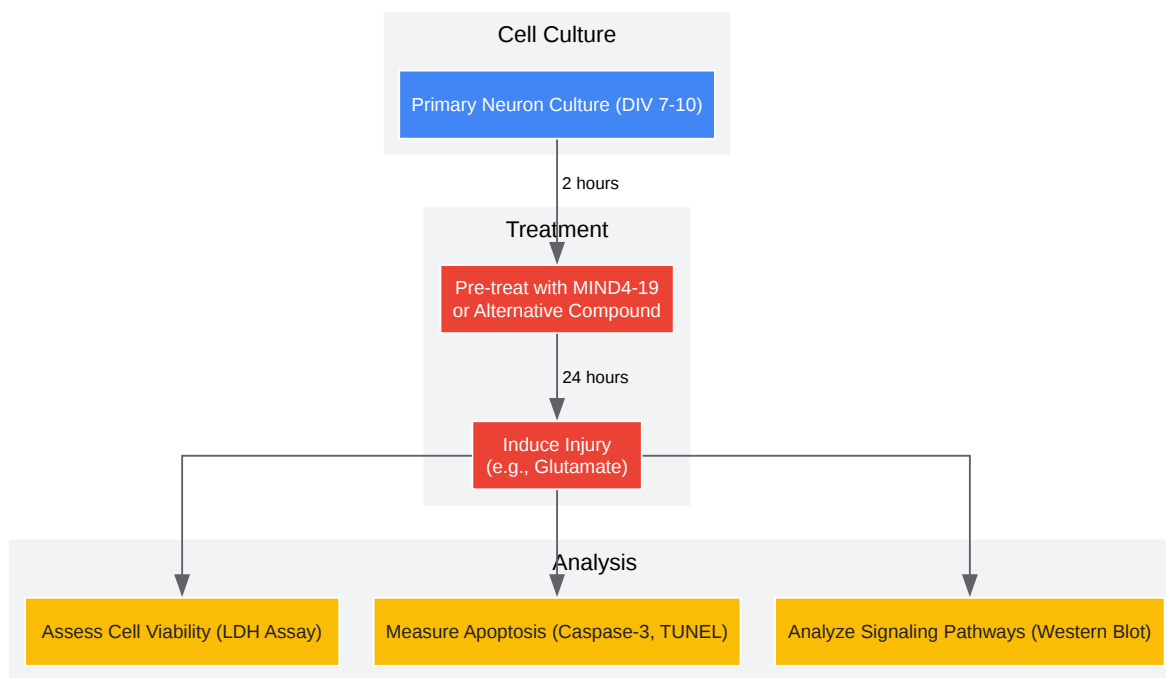 Cell Culture
Primary Neuron Culture (DIV 7-10)
2 hours
Treatment
Pre-treat with MIND4-19
or Alternative Compound
24 hours
Induce Injury
(e.g., Glutamate)
Analysis
Assess Cell Viability (LDH Assay)
Measure Apoptosis (Caspase-3, TUNEL)
Analyze Signaling Pathways (Western Blot)